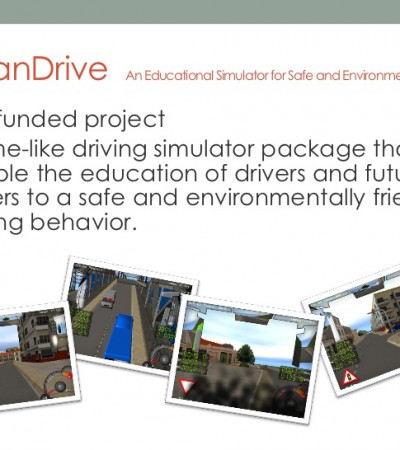 anDrive An Educational Simulator for Safe and Environme
funded project
ne-like driving simulator package tha
ble the education of drivers and futu
ers to a safe and environmentally frie
ng behavior.